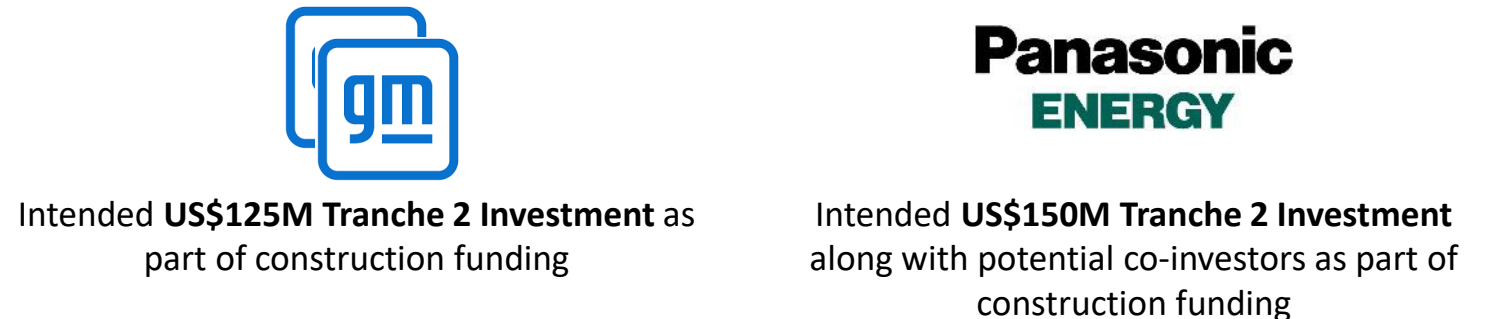 gm
Intended US$125M Tranche 2 Investment as
part of construction funding
Panasonic
ENERGY
Intended US$150M Tranche 2 Investment
along with potential co-investors as part of
construction funding